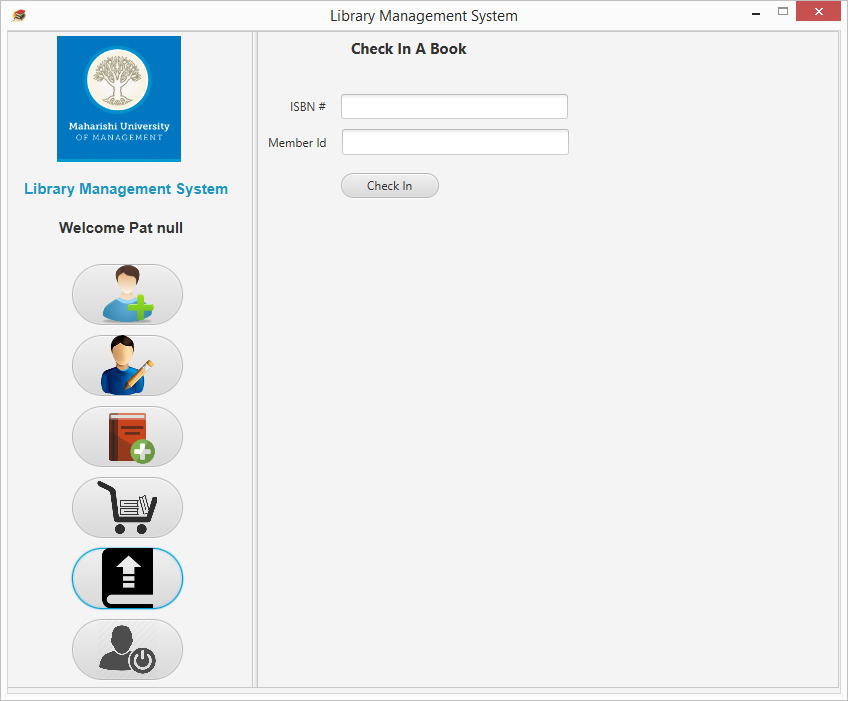 Library Management System
Maharishi University
OF MANAGEMENT
Library Management System
Welcome Pat null
Check In A Book
ISBN #
Member Id
Check In